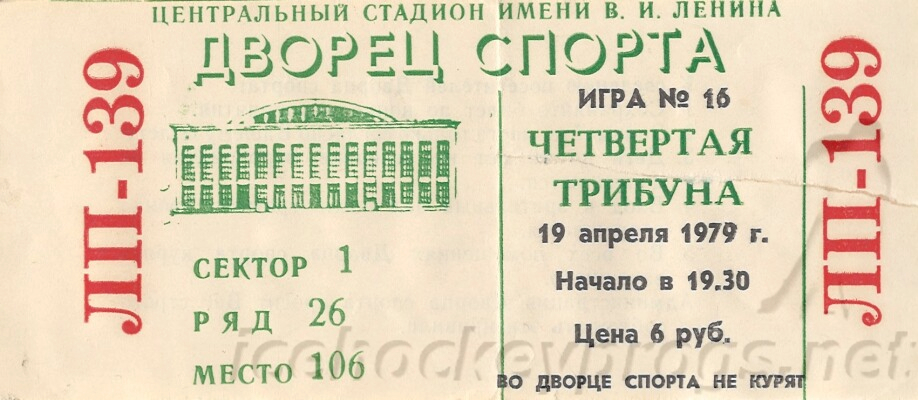 ЦЕНТРАЛЬНЫЙ СТАДИОН ИМЕНИ В. И. ЛЕНИНА
ДВОРЕЦ СПОРТА
ЛП-139
ИГРА № 16
ЧЕТВЕРТАЯ
ТРИБУНА
19 апреля 1979 г.
Начало в 19.30
Цена 6 руб.
СЕКТОР 1
РЯД 26
МЕСТО 106
ВО ДВОРЦЕ СПОРТА НЕ КУРЯТ
ЛП-139
icehockeyprogs.net